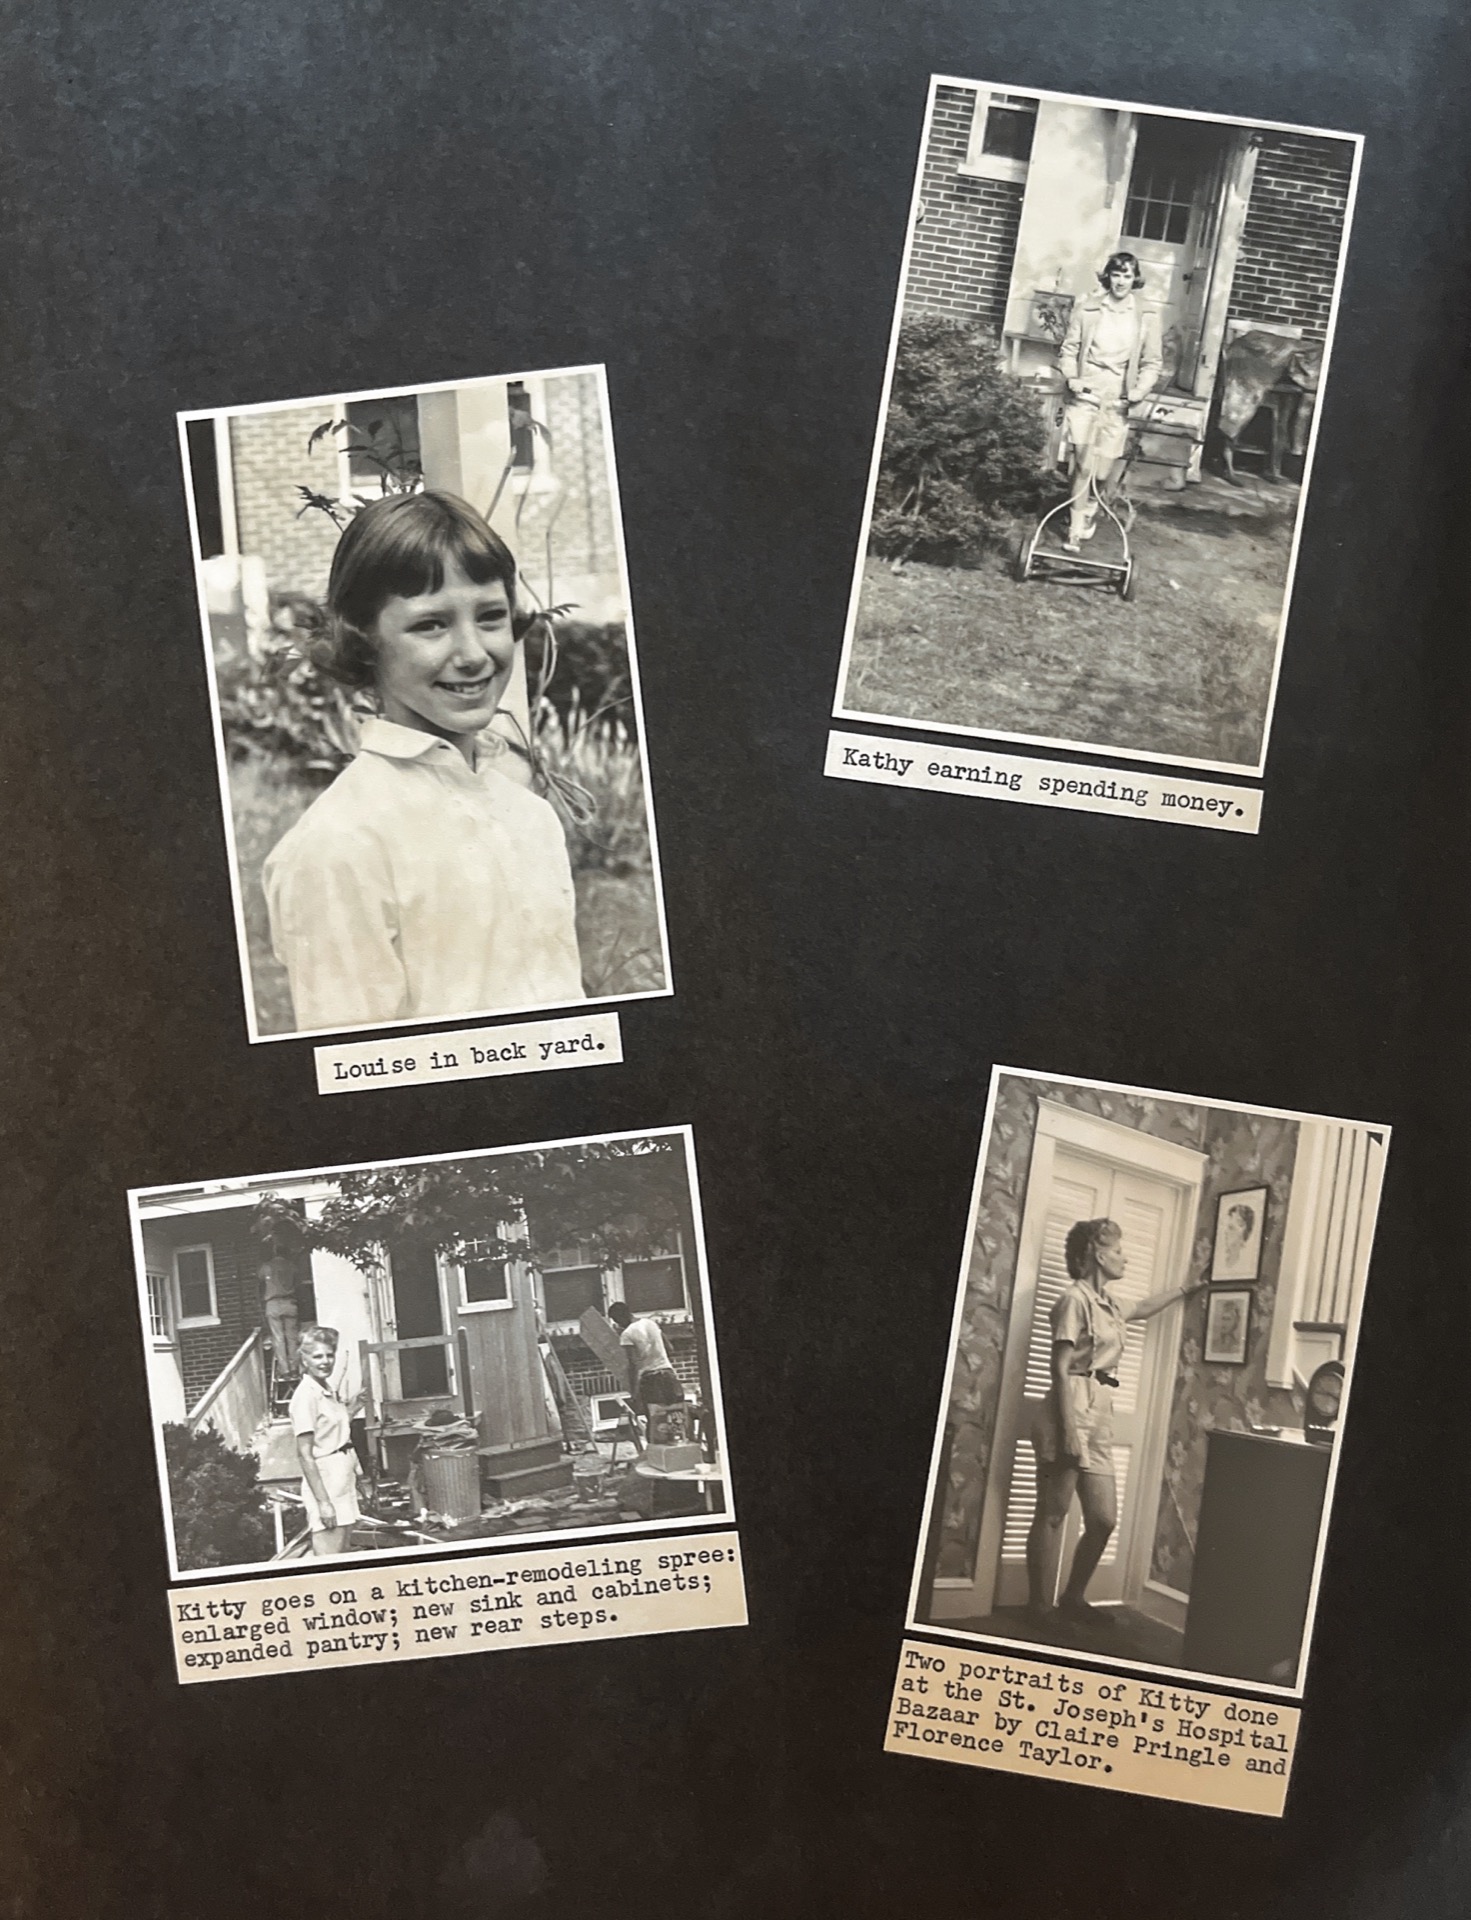 Kathy earning spending money.
Louise in back yard.
Kitty goes on a kitchen-remodeling spree:
enlarged window; new sink and cabinets;
expanded pantry; new rear steps.
Two portraits of Kitty done
at the St. Joseph's Hospital
Bazaar by Claire Pringle and
Florence Taylor.